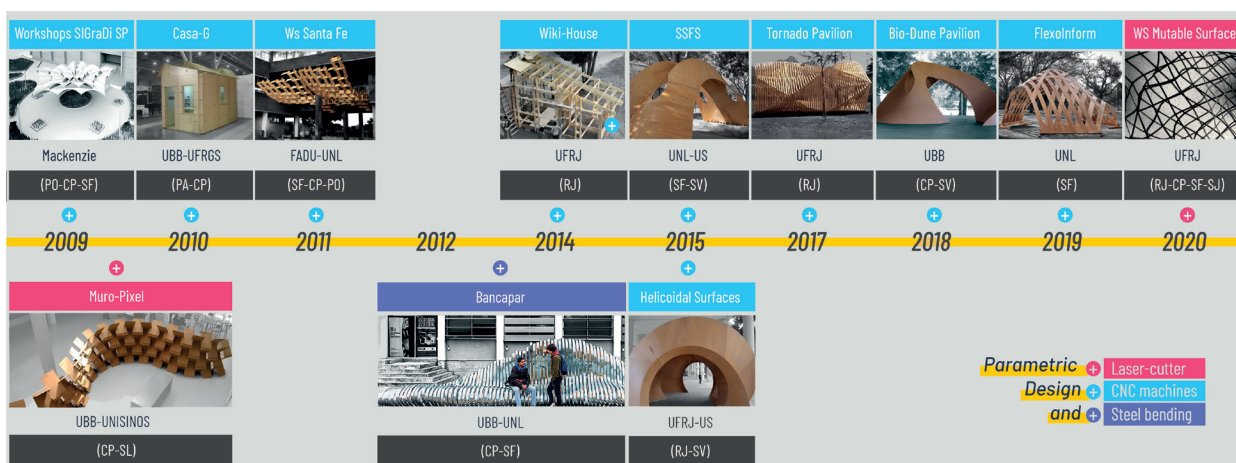 Workshops SIGraDi SP
Casa-G
Ws Santa Fe
Wiki-House
SSFS
Tornado Pavilion
Bio-Dune Pavilion
FlexoInform
WS Mutable Surface
Mackenzie
UBB-UFRGS
FADU-UNL
UFRJ
UNL-US
UFRJ
UBB
UNL
UFRJ
(PO-CP-SF)
(PA-CP)
(SF-CP-PO)
(RJ)
(SF-SV)
(RJ)
(CP-SV)
(SF)
(RJ-CP-SF-SJ)
2009
2010
2011
2012
2014
2015
2017
2018
2019
2020
Muro-Pixel
Bancapar
Helicoidal Surfaces
UBB-UNISINOS
UBB-UNL
UFRJ-US
(CP-SL)
(CP-SF)
(RJ-SV)
Parametric + Laser-cutter
Design + CNC machines
and + Steel bending